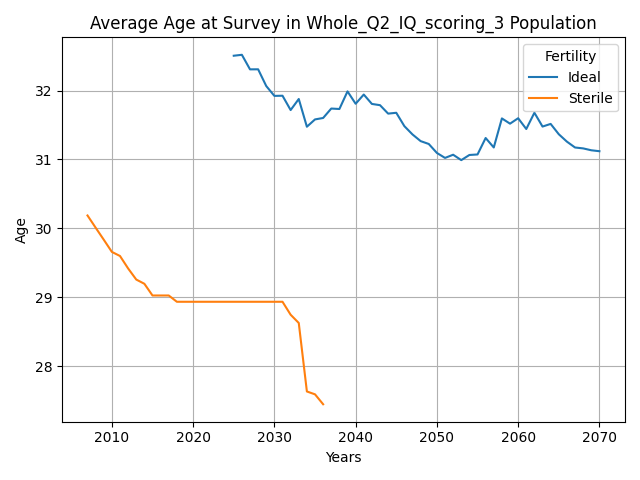 Average Age at Survey in Whole_Q2_IQ_scoring_3 Population
Fertility
Ideal
Sterile
32
31
30
29
28
Age
2010 2020 2030 2040 2050 2060 2070
Years